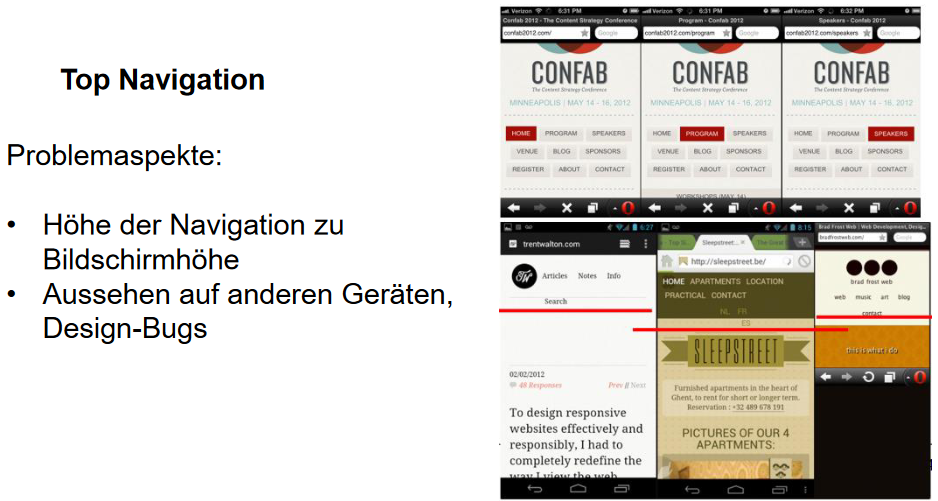 Top Navigation
Problemaspekte:
• Höhe der Navigation zu
Bildschirmhöhe
• Aussehen auf anderen Geräten,
Design-Bugs
Verizon 6:31 PM
Confab 2012 - The Content Strategy Conference
confab2012.com/ Google
CONFAB
The Content Strategy Conference
MINNEAPOLIS | MAY 14 - 16, 2012
HOME PROGRAM SPEAKERS
VENUE BLOG SPONSORS
REGISTER ABOUT CONTACT
Verizon 6:31 PM
Program - Confab 2012
confab2012.com/program Google
CONFAB
The Content Strategy Conference
MINNEAPOLIS | MAY 14 - 16, 2012
HOME PROGRAM SPEAKERS
VENUE BLOG SPONSORS
REGISTER ABOUT CONTACT
WORKSHOPS (MAY 14)
Verizon 6:32 PM
Speakers - Confab 2012
confab2012.com/speakers Google
CONFAB
The Content Strategy Conference
MINNEAPOLIS | MAY 14 - 16, 2012
HOME PROGRAM SPEAKERS
VENUE BLOG SPONSORS
REGISTER ABOUT CONTACT
6:27
trentwalton.com
TW Articles Notes Info
Search
02/02/2012
48 Responses Prev // Next
To design responsive
websites effectively and
responsibly, I had to
completely redefine the
way I view the web
8:15
Top Si... Sleepstreet... The Great
http://sleepstreet.be/
HOME APARTMENTS LOCATION
PRACTICAL CONTACT
NL FR
ES
SLEEPSTREET
Furnished apartments in the heart of
Ghent, to rent for short or longer term.
Reservation : +32 489 678 191
PICTURES OF OUR 4
APARTMENTS:
Brad Frost Web | Web Development, Desig...
bradfrostweb.com/ Google
brad frost web
web music art blog
contact
this is what i do